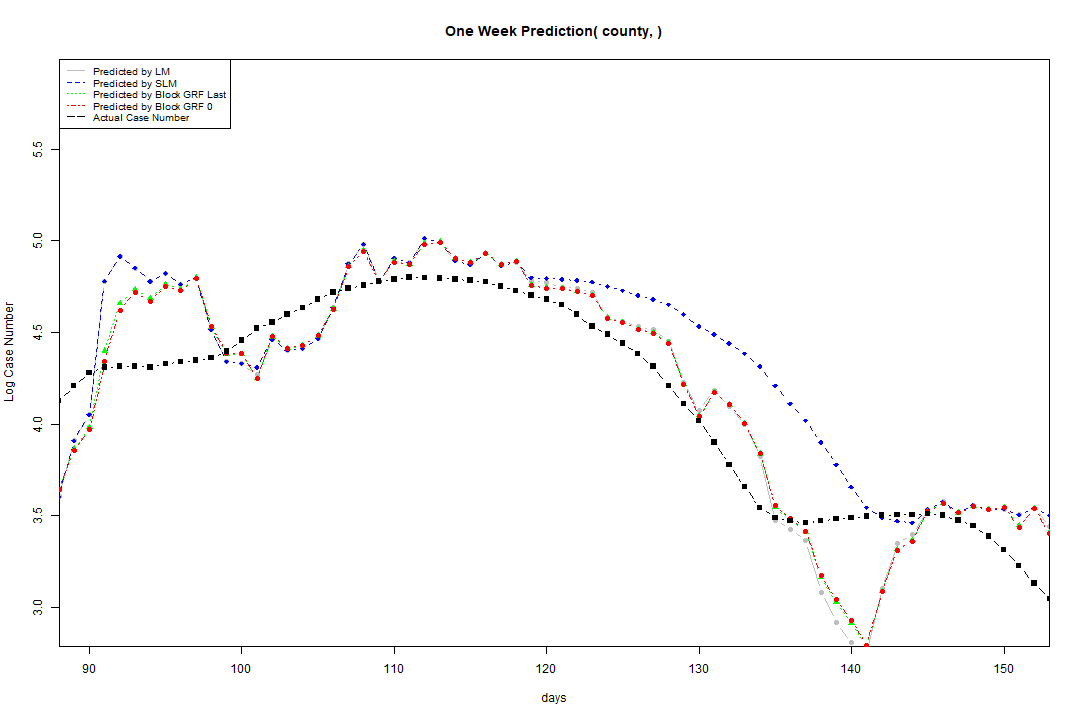 One Week Prediction( county, )
Predicted by LM
Predicted by SLM
Predicted by Block GRF Last
Predicted by Block GRF 0
Actual Case Number
Log Case Number
5.5
5.0
4.5
4.0
3.5
3.0
90 100 110 120 130 140 150
days